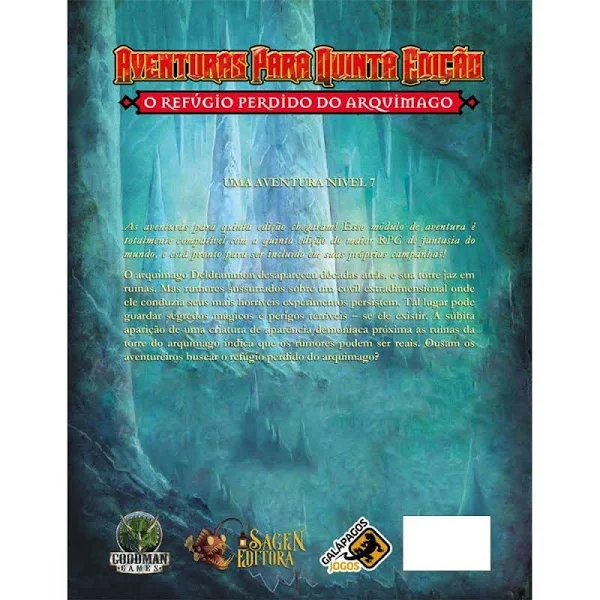 AVENTURAS PARA QUINTA EDIÇÃO
O REFÚGIO PERDIDO DO ARQUIMAGO
UMA AVENTURA NÍVEL 7
As aventuras para quinta edição chegaram! Este módulo de aventura é
totalmente compatível com a quinta edição do maior RPG de fantasia do
mundo, e está pronto para ser incluído em suas próprias campanhas!
O arquimago Deldrammon desapareceu décadas atrás, e sua torre jaz em
ruínas. Mas rumores sussurrados sobre um covil extradimensional onde
ele conduzia seus mais horríveis experimentos persistem. Tal lagar pode
guardar segredos mágicos e perigos terríveis – se ele existir. A súbita
aparição de uma criatura de aparência demoníaca próxima as ruínas da
torre do arquimago indica que os rumores podem ser reais. Ousam os
aventureiros buscar o refúgio perdido do arquimago?
GOODMAN
GAMES
SAGEN
EDITORA
GALÁPAGOS
JOGOS